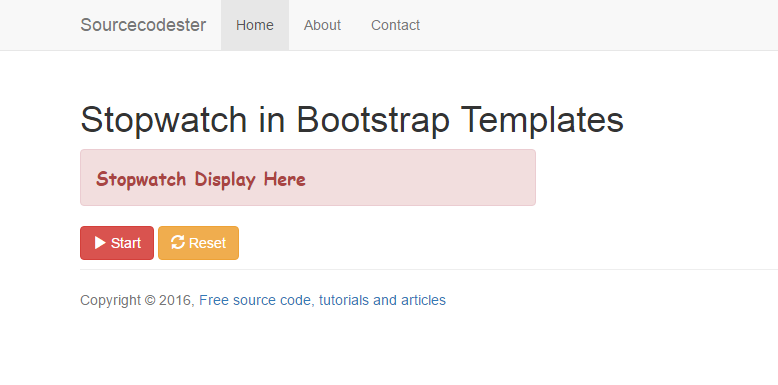 Sourcecodester Home About Contact
Stopwatch in Bootstrap Templates
Stopwatch Display Here
Start Reset
Copyright © 2016, Free source code, tutorials and articles